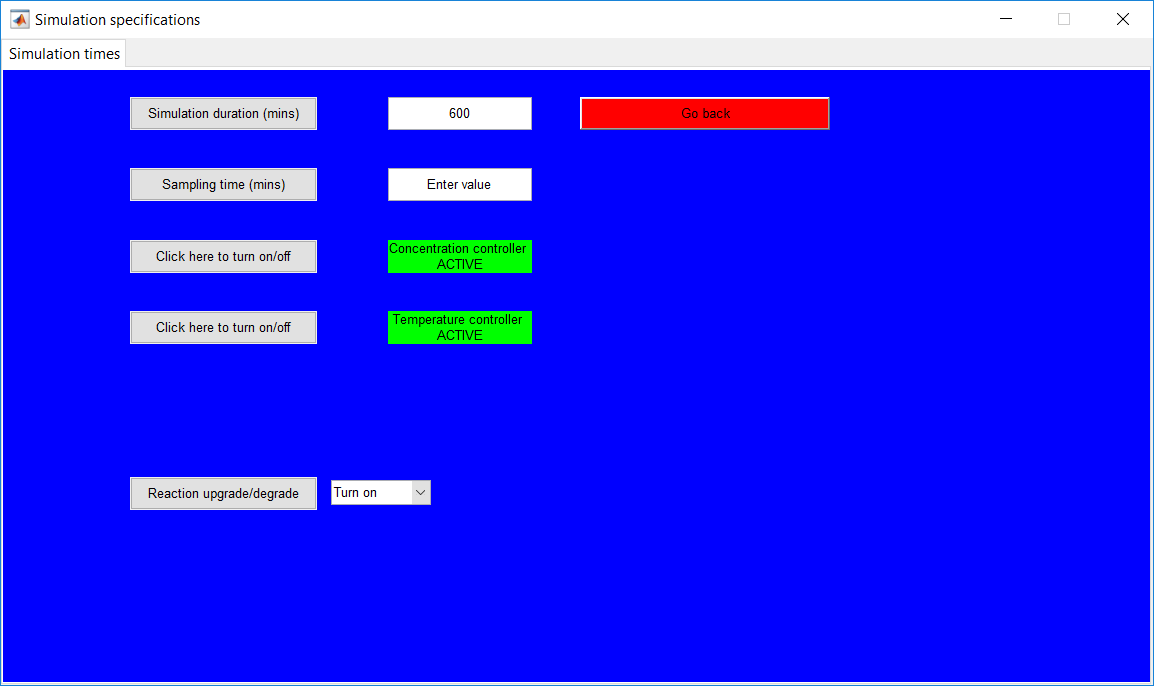 Simulation specifications
Simulation times
Simulation duration (mins)
600
Go back
Sampling time (mins)
Enter value
Click here to turn on/off
Concentration controller
ACTIVE
Click here to turn on/off
Temperature controller
ACTIVE
Reaction upgrade/degrade
Turn on